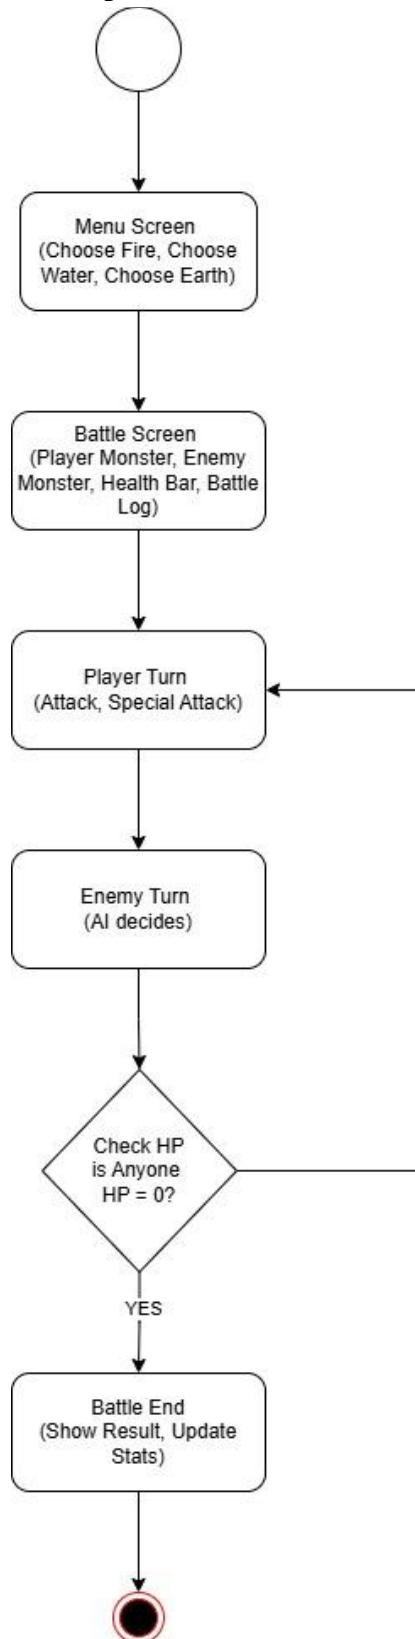 Menu Screen
(Choose Fire, Choose
Water, Choose Earth)
Battle Screen
(Player Monster, Enemy
Monster, Health Bar, Battle
Log)
Player Turn
(Attack, Special Attack)
Enemy Turn
(AI decides)
Check HP
is Anyone
HP = 0?
YES
Battle End
(Show Result, Update
Stats)